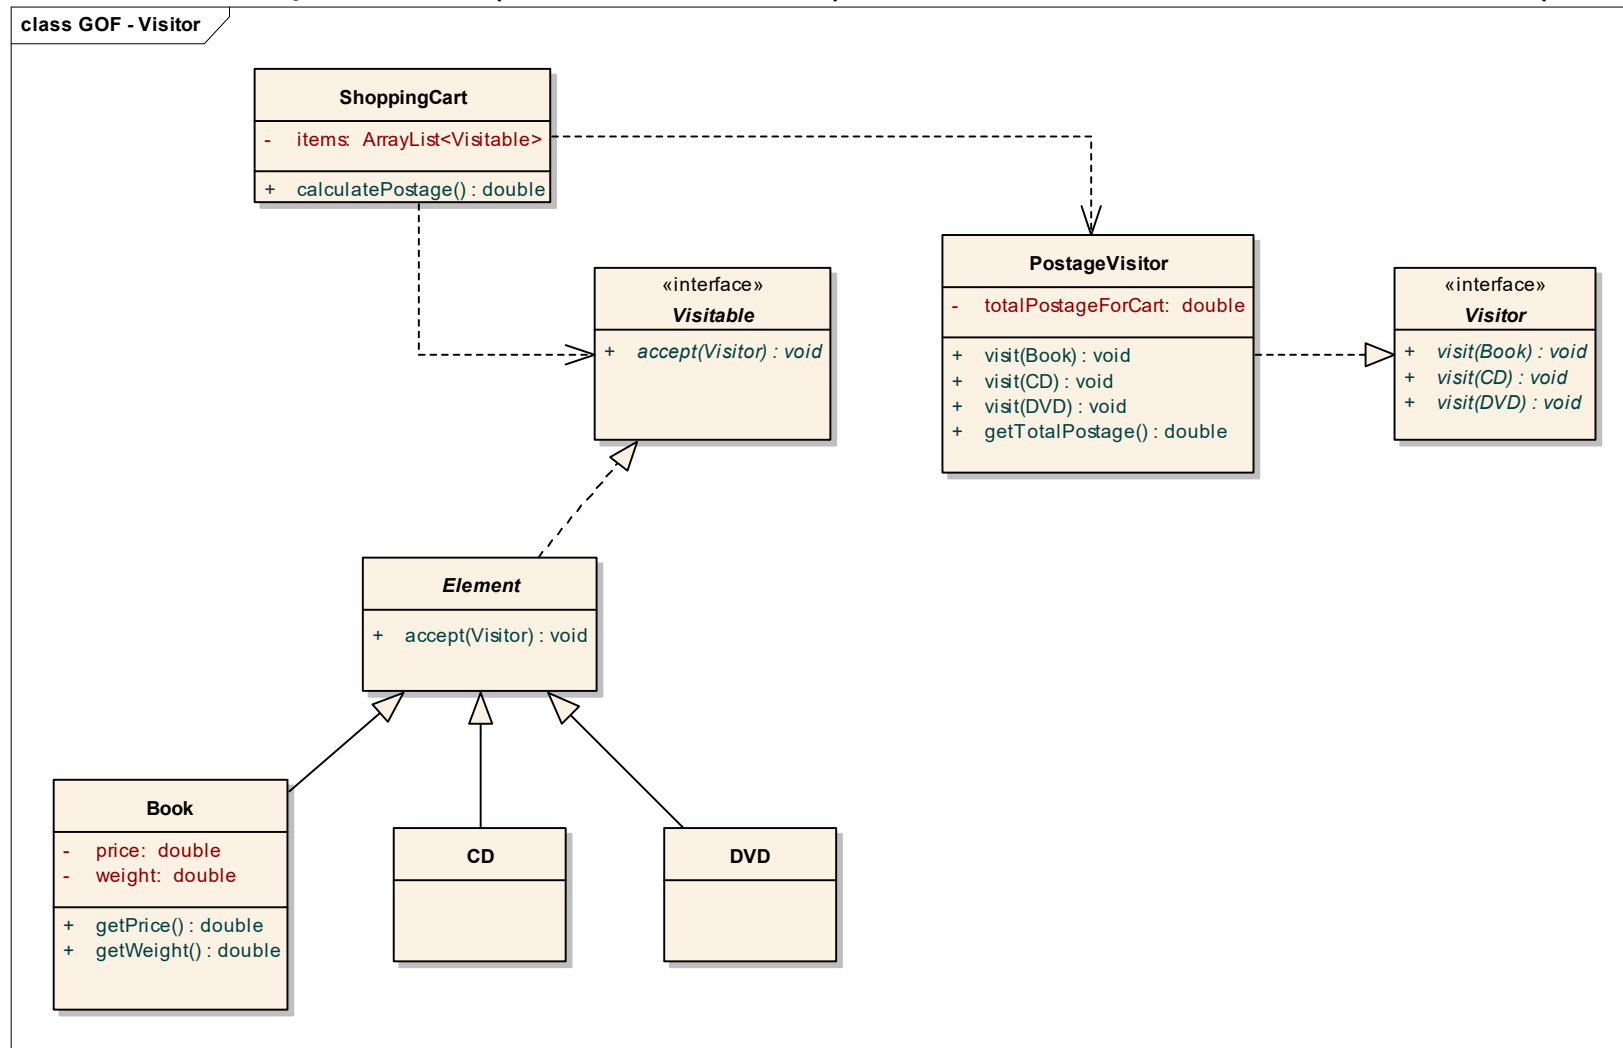 class GOF - Visitor
ShoppingCart
- items: ArrayList<Visitable>
+ calculatePostage() : double
«interface»
Visitable
+ accept(Visitor) : void
PostageVisitor
- totalPostageForCart: double
+ visit(Book) : void
+ visit(CD) : void
+ visit(DVD) : void
+ getTotalPostage() : double
«interface»
Visitor
+ visit(Book) : void
+ visit(CD) : void
+ visit(DVD) : void
Element
+ accept(Visitor) : void
Book
- price: double
- weight: double
+ getPrice() : double
+ getWeight() : double
CD
DVD